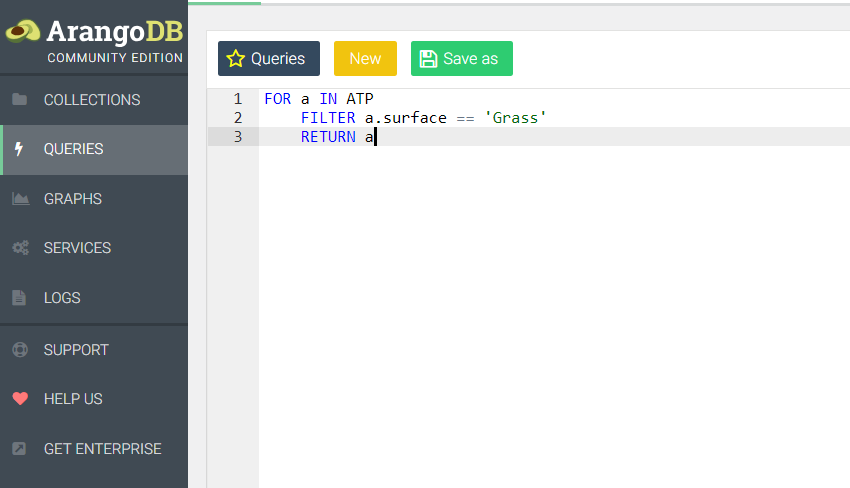 ArangoDB
COMMUNITY EDITION
COLLECTIONS
QUERIES
GRAPHS
SERVICES
LOGS
SUPPORT
HELP US
GET ENTERPRISE
Queries
New
Save as
1 FOR a IN ATP
2     FILTER a.surface == 'Grass'
3     RETURN a